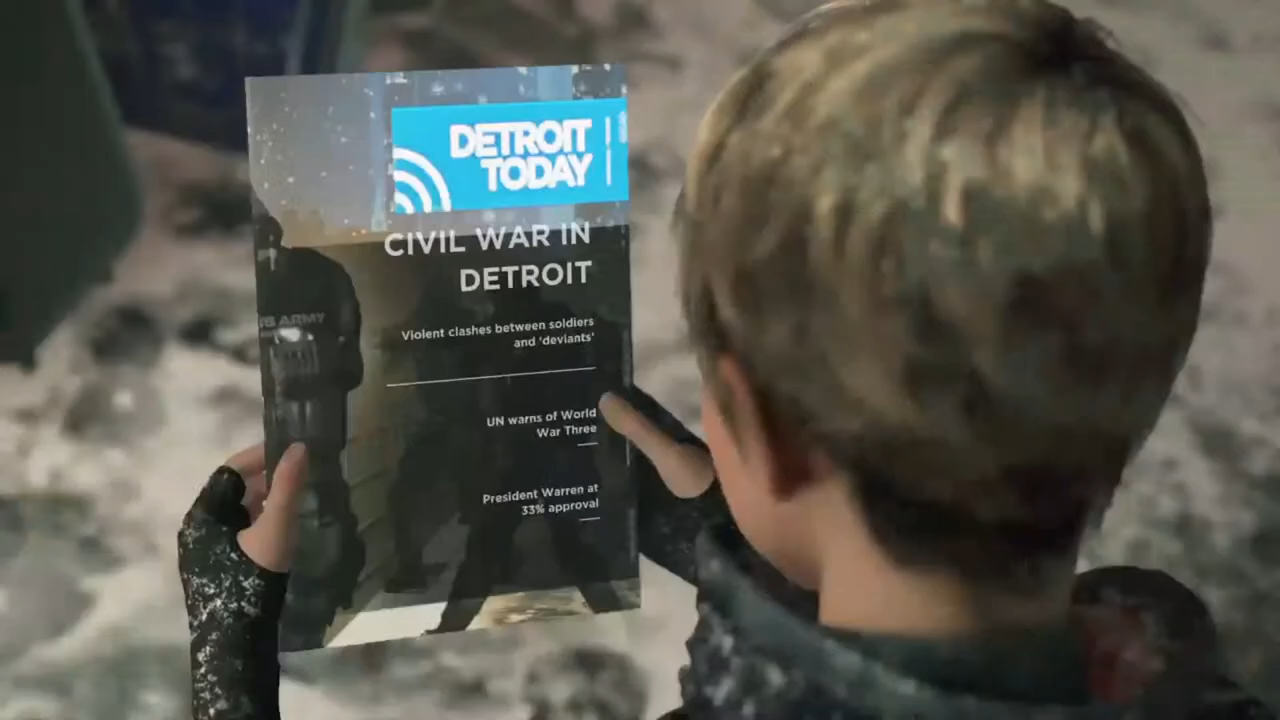 DETROIT
TODAY
CIVIL WAR IN
DETROIT
US ARMY
Violent clashes between soldiers
and ‘deviants’
UN warns of World
War Three
President Warren at
33% approval